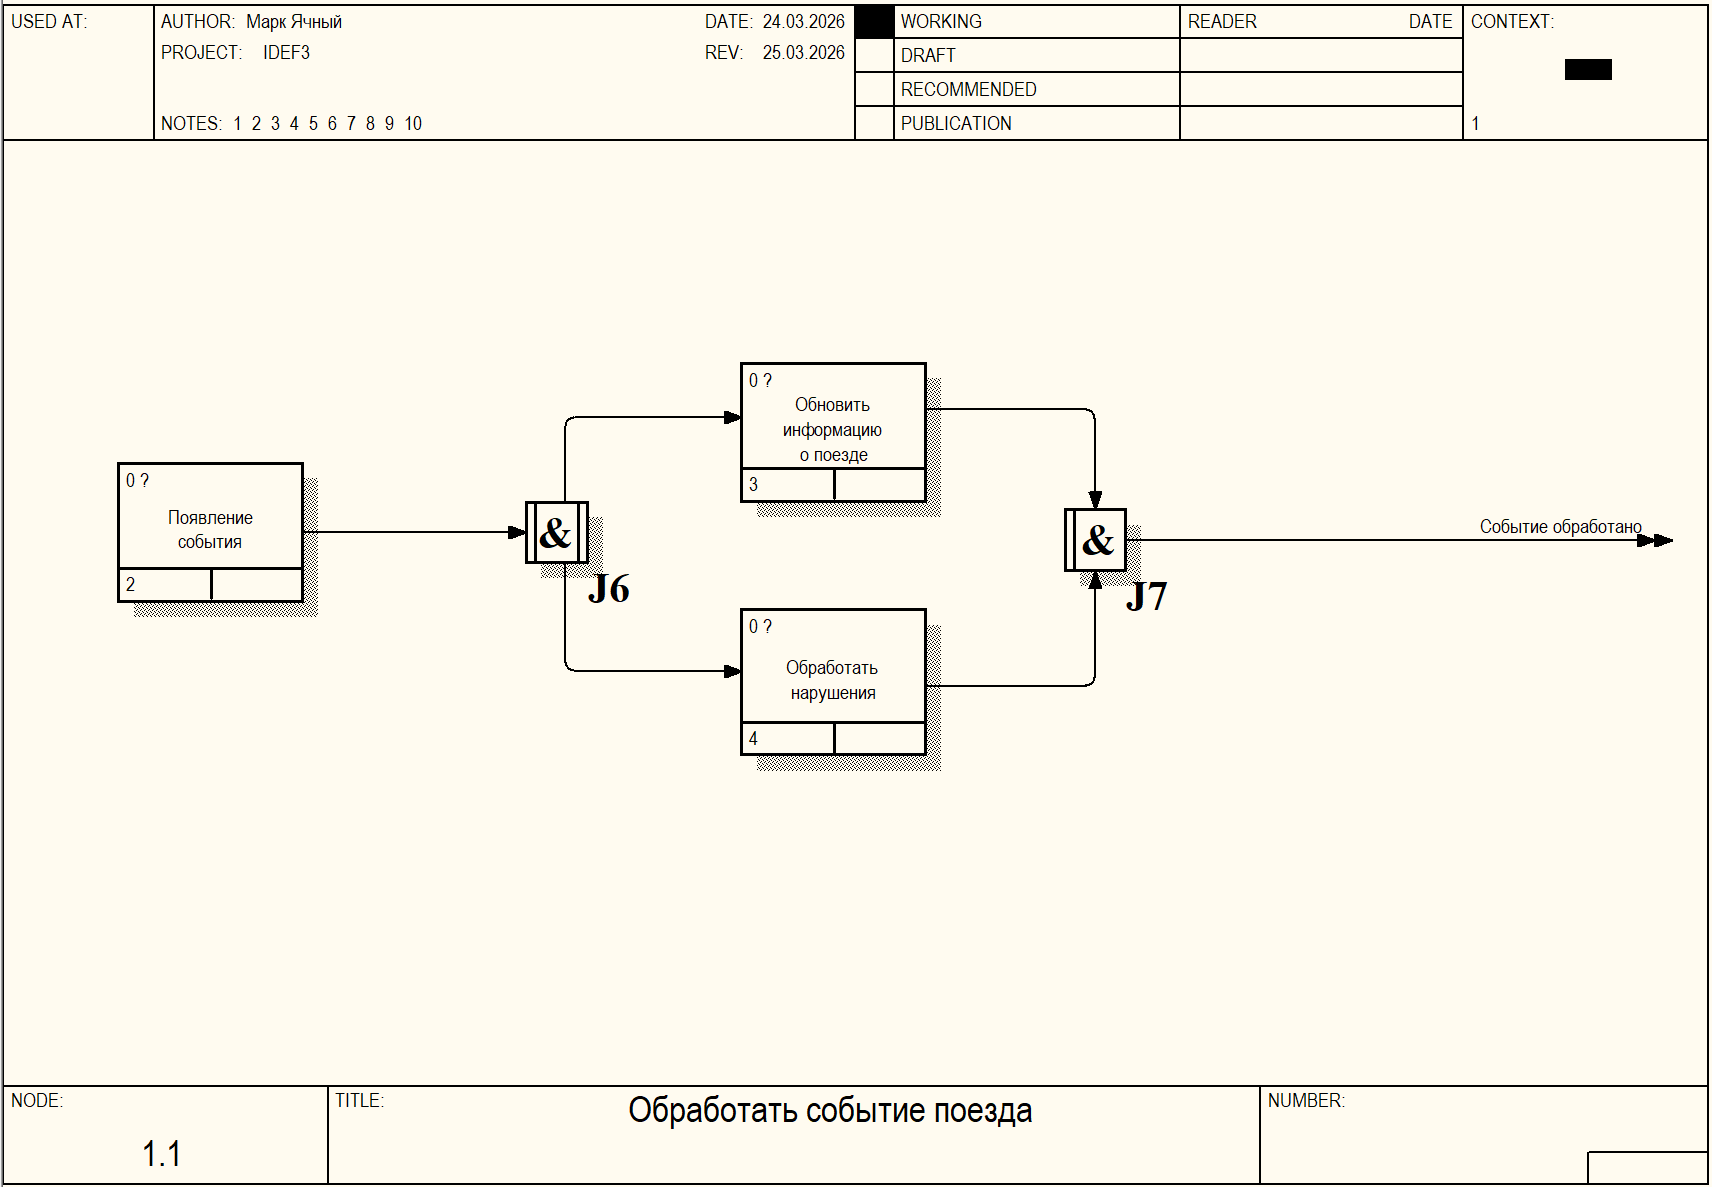 USED AT:
AUTHOR: Марк Ячный
DATE: 24.03.2026
PROJECT: IDEF3
REV: 25.03.2026
NOTES: 1 2 3 4 5 6 7 8 9 10
WORKING
DRAFT
RECOMMENDED
PUBLICATION
READER DATE
CONTEXT:
1
0 ?
Появление
события
2
&
J6
0 ?
Обновить
информацию
о поезде
3
0 ?
Обработать
нарушения
4
&
J7
Событие обработано
NODE:
1.1
TITLE:
Обработать событие поезда
NUMBER: